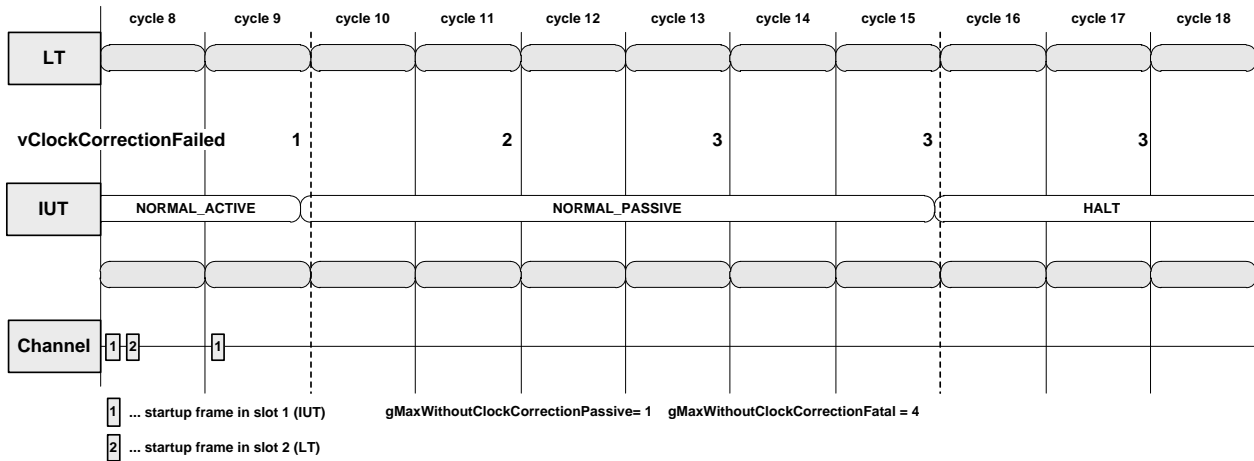 cycle 8 cycle 9 cycle 10 cycle 11 cycle 12 cycle 13 cycle 14 cycle 15 cycle 16 cycle 17 cycle 18
LT
vClockCorrectionFailed 1 2 3 3 3
IUT NORMAL_ACTIVE NORMAL_PASSIVE HALT
Channel 1 2 1
1 ... startup frame in slot 1 (IUT) gMaxWithoutClockCorrectionPassive= 1 gMaxWithoutClockCorrectionFatal = 4
2 ... startup frame in slot 2 (LT)